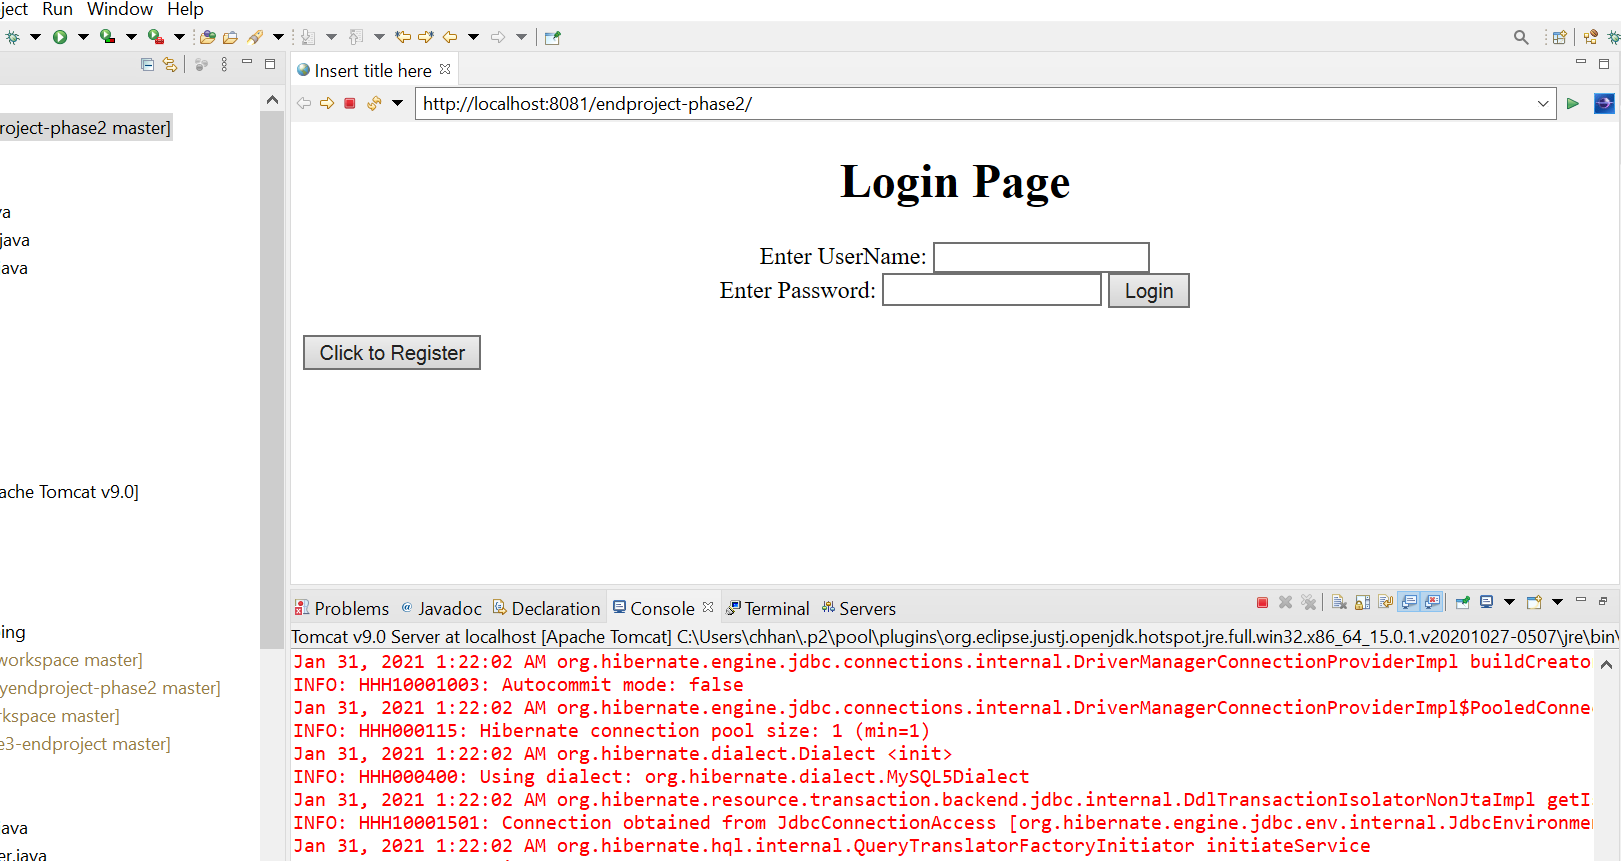 ject Run Window Help
Insert title here
http://localhost:8081/endproject-phase2/
roject-phase2 master]
va
java
ava
ache Tomcat v9.0]
ing
workspace master]
yendproject-phase2 master]
rkspace master]
e3-endproject master]
ava
er.java
Login Page
Enter UserName:
Enter Password: Login
Click to Register
Problems @ Javadoc Declaration Console Terminal Servers
Tomcat v9.0 Server at localhost [Apache Tomcat] C:\Users\chhan\.p2\pool\plugins\org.eclipse.justj.openjdk.hotspot.jre.full.win32.x86_64_15.0.1.v20201027-0507\jre\bin\
Jan 31, 2021 1:22:02 AM org.hibernate.engine.jdbc.connections.internal.DriverManagerConnectionProviderImpl buildCreato
INFO: HHH10001003: Autocommit mode: false
Jan 31, 2021 1:22:02 AM org.hibernate.engine.jdbc.connections.internal.DriverManagerConnectionProviderImpl$PooledConne
INFO: HHH000115: Hibernate connection pool size: 1 (min=1)
Jan 31, 2021 1:22:02 AM org.hibernate.dialect.Dialect <init>
INFO: HHH000400: Using dialect: org.hibernate.dialect.MySQL5Dialect
Jan 31, 2021 1:22:02 AM org.hibernate.resource.transaction.backend.jdbc.internal.DdlTransactionIsolatorNonJtaImpl getI
INFO: HHH10001501: Connection obtained from JdbcConnectionAccess [org.hibernate.engine.jdbc.env.internal.JdbcEnvironme
Jan 31, 2021 1:22:02 AM org.hibernate.hql.internal.QueryTranslatorFactoryInitiator initiateService